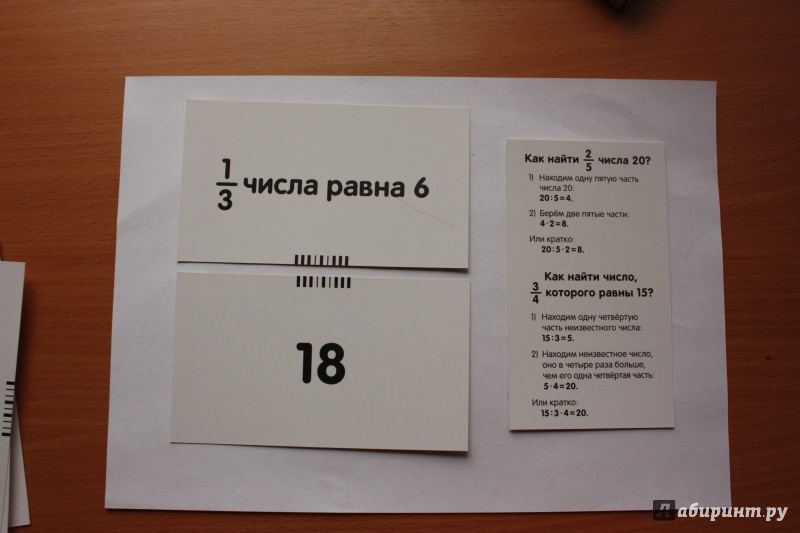 1/3 числа равна 6
18
Как найти 2/5 числа 20?
1) Находим одну пятую часть
числа 20:
20:5=4.
2) Берём две пятые части:
4·2=8.
Или кратко:
20:5·2=8.
Как найти число,
3/4 которого равны 15?
1) Находим одну четвёртую
часть неизвестного числа:
15:3=5.
2) Находим неизвестное число,
оно в четыре раза больше,
чем его одна четвёртая часть:
5·4=20.
Или кратко:
15:3·4=20.
Лабиринт.ру